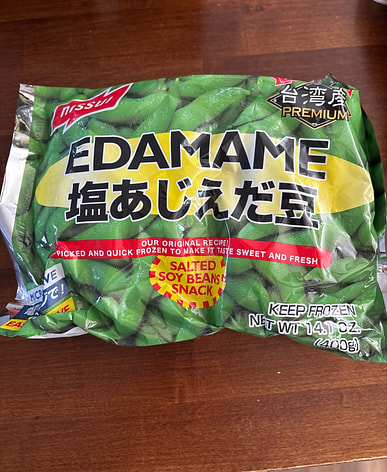 nissui
台湾産
PREMIUM
EDAMAME
塩あじえだ豆
OUR ORIGINAL RECIPE!
PICKED AND QUICK FROZEN TO MAKE IT TASTE SWEET AND FRESH
SALTED
SOY BEANS
SNACK
KEEP FROZEN
NET WT 14.1 OZ.
(400g)